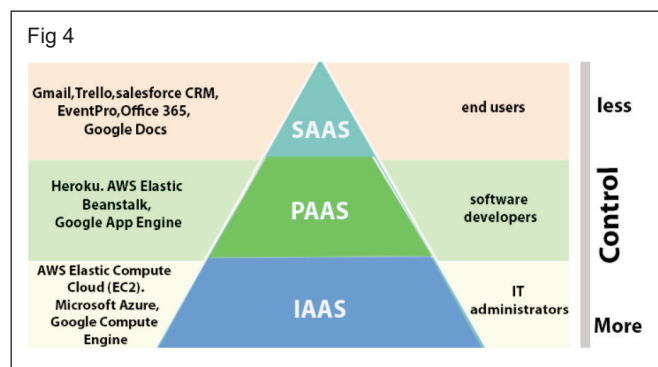 Fig 4
Gmail,Trello,salesforce CRM,
EventPro,Office 365,
Google Docs
SAAS
end users
less
Heroku. AWS Elastic
Beanstalk,
Google App Engine
PAAS
software
developers
Control
AWS Elastic Compute
Cloud (EC2).
Microsoft Azure,
Google Compute
Engine
IAAS
IT
administrators
More